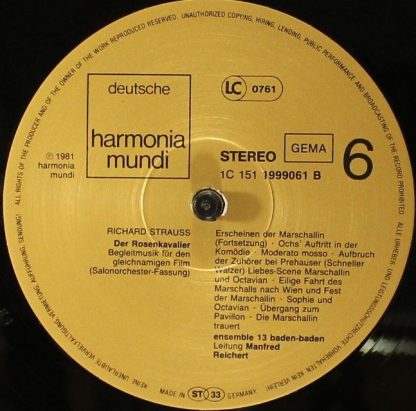 ALL RIGHTS OF THE PRODUCER AND OF THE OWNER OF THE WORK REPRODUCED RESERVED. UNAUTHORIZED COPYING, HIRING, LENDING, PUBLIC PERFORMANCE AND BROADCASTING OF THE RECORD PROHIBITED
deutsche
harmonia
mundi
LC 0761
℗ 1981
harmonia
mundi
STEREO
GEMA
6
1C 151 1999061 B
RICHARD STRAUSS
Der Rosenkavalier
Begleitmusik für den
gleichnamigen Film
(Salonorchester-Fassung)
Erscheinen der Marschallin
(Fortsetzung) · Ochs' Auftritt in der
Komödie · Moderato mosso · Aufbruch
der Zuhörer bei Prehauser (Schneller
Walzer) Liebes-Szene Marschallin
und Octavian · Eilige Fahrt des
Marschalls nach Wien und Fest
der Marschallin · Sophie und
Octavian · Übergang zum
Pavillon · Die Marschallin
trauert
ensemble 13 baden-baden
Leitung Manfred
Reichert
ALLE URHEBER- UND LEISTUNGSSCHUTZRECHTE VORBEHALTEN. KEIN VERLEIH! KEINE UNERLAUBTE VERVIELFÄLTIGUNG, VERMIETUNG, AUFFÜHRUNG, SENDUNG!
MADE IN ST 33 GERMANY